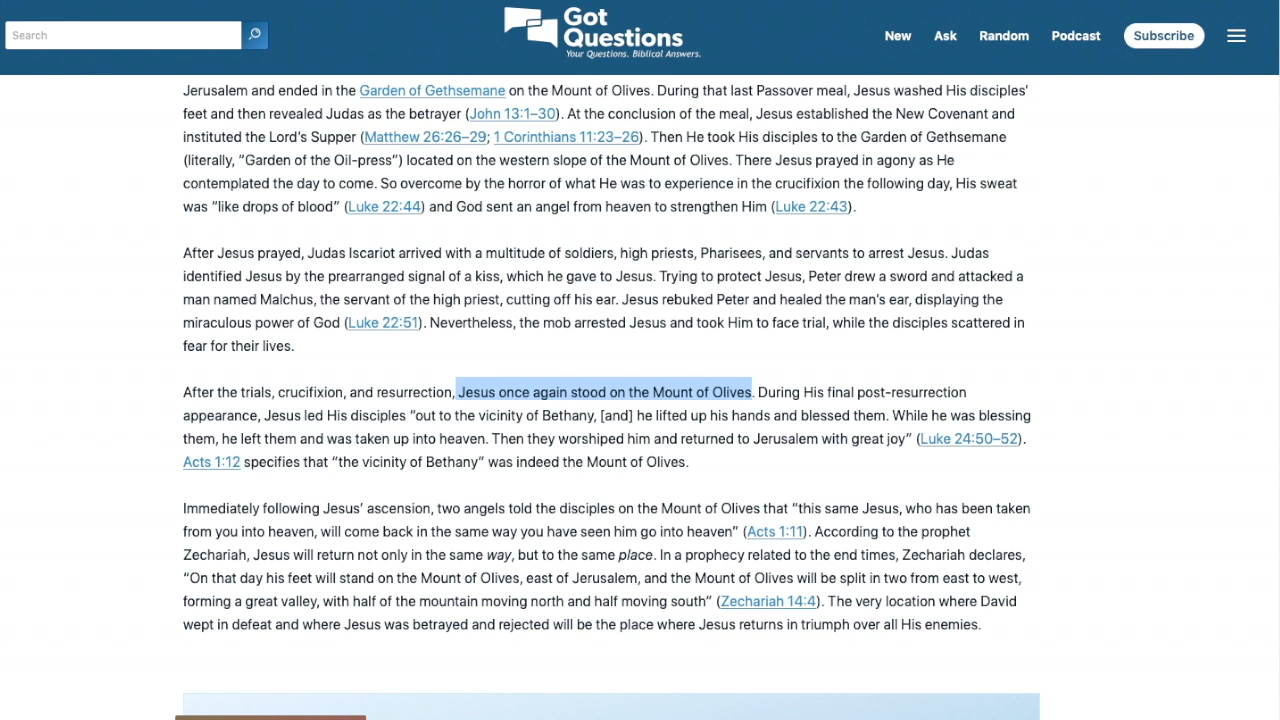 Search
Got
Questions
Your Questions. Biblical Answers.
New
Ask
Random
Podcast
Subscribe
Jerusalem and ended in the Garden of Gethsemane on the Mount of Olives. During that last Passover meal, Jesus washed His disciples’
feet and then revealed Judas as the betrayer (John 13:1–30). At the conclusion of the meal, Jesus established the New Covenant and
instituted the Lord’s Supper (Matthew 26:26–29; 1 Corinthians 11:23–26). Then He took His disciples to the Garden of Gethsemane
(literally, “Garden of the Oil-press”) located on the western slope of the Mount of Olives. There Jesus prayed in agony as He
contemplated the day to come. So overcome by the horror of what He was to experience in the crucifixion the following day, His sweat
was “like drops of blood” (Luke 22:44) and God sent an angel from heaven to strengthen Him (Luke 22:43).
After Jesus prayed, Judas Iscariot arrived with a multitude of soldiers, high priests, Pharisees, and servants to arrest Jesus. Judas
identified Jesus by the prearranged signal of a kiss, which he gave to Jesus. Trying to protect Jesus, Peter drew a sword and attacked a
man named Malchus, the servant of the high priest, cutting off his ear. Jesus rebuked Peter and healed the man’s ear, displaying the
miraculous power of God (Luke 22:51). Nevertheless, the mob arrested Jesus and took Him to face trial, while the disciples scattered in
fear for their lives.
After the trials, crucifixion, and resurrection, Jesus once again stood on the Mount of Olives. During His final post-resurrection
appearance, Jesus led His disciples “out to the vicinity of Bethany, [and] he lifted up his hands and blessed them. While he was blessing
them, he left them and was taken up into heaven. Then they worshiped him and returned to Jerusalem with great joy” (Luke 24:50–52).
Acts 1:12 specifies that “the vicinity of Bethany” was indeed the Mount of Olives.
Immediately following Jesus’ ascension, two angels told the disciples on the Mount of Olives that “this same Jesus, who has been taken
from you into heaven, will come back in the same way you have seen him go into heaven” (Acts 1:11). According to the prophet
Zechariah, Jesus will return not only in the same way, but to the same place. In a prophecy related to the end times, Zechariah declares,
“On that day his feet will stand on the Mount of Olives, east of Jerusalem, and the Mount of Olives will be split in two from east to west,
forming a great valley, with half of the mountain moving north and half moving south” (Zechariah 14:4). The very location where David
wept in defeat and where Jesus was betrayed and rejected will be the place where Jesus returns in triumph over all His enemies.